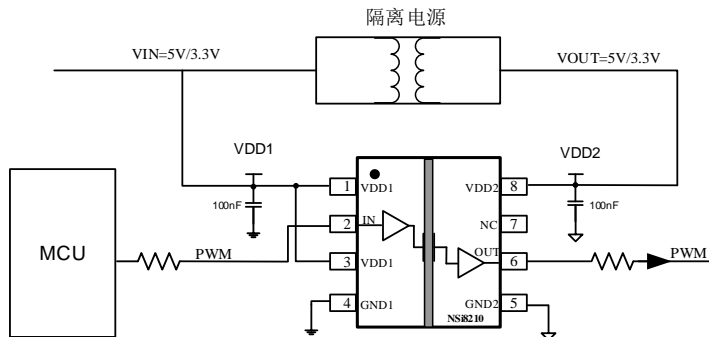 隔离电源
VIN=5V/3.3V
VOUT=5V/3.3V
VDD1
VDD2
100nF
100nF
1
VDD1
VDD2
8
2
IN
NC
7
MCU
PWM
3
VDD1
OUT
6
PWM
4
GND1
GND2
5
NSi8210